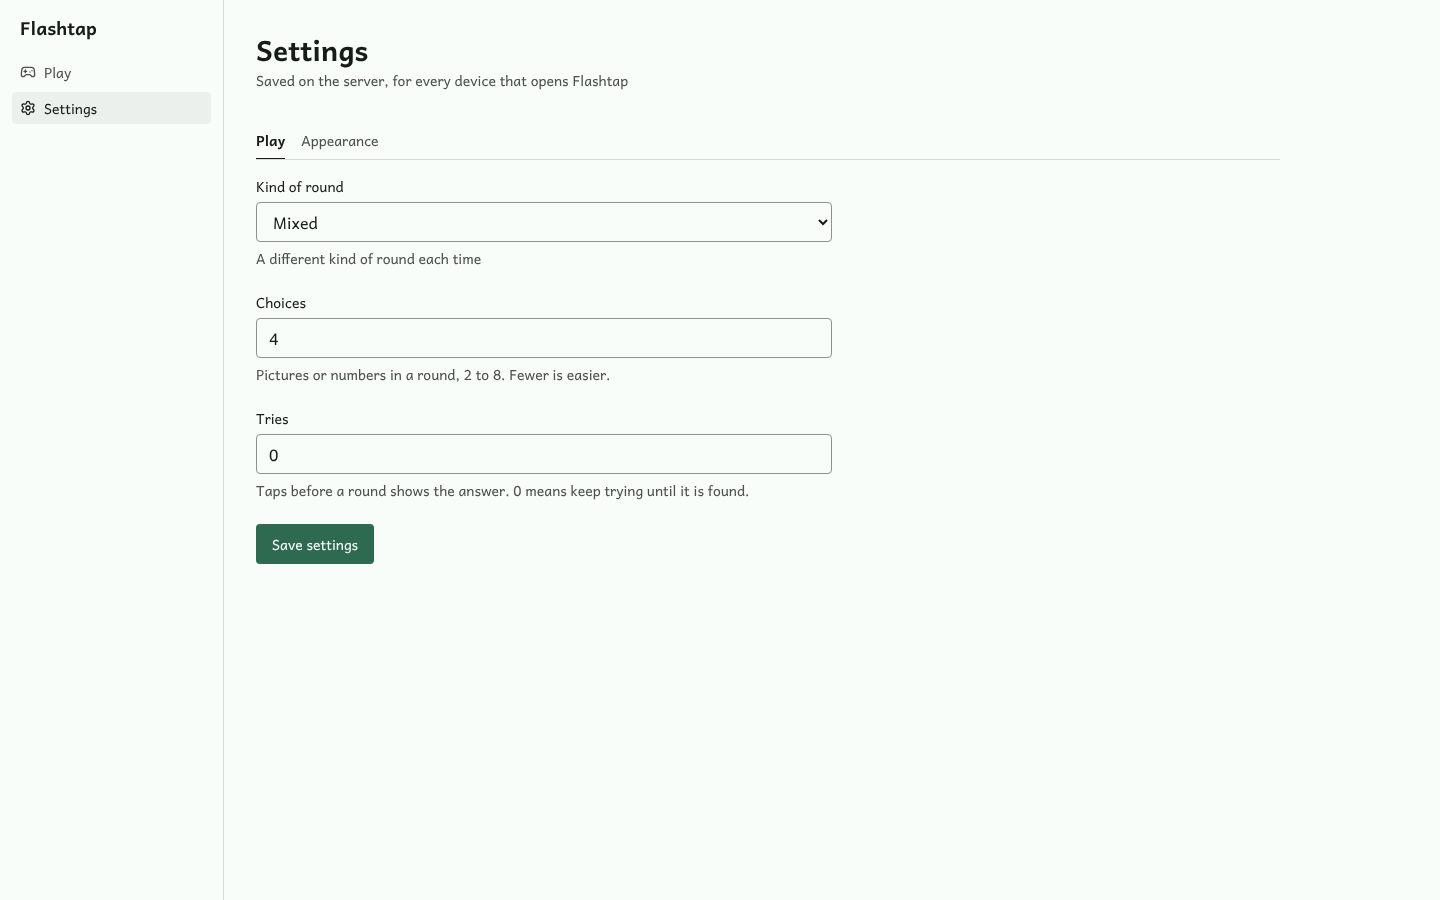 Flashtap
Play
Settings
Settings
Saved on the server, for every device that opens Flashtap
Play
Appearance
Kind of round
Mixed
A different kind of round each time
Choices
4
Pictures or numbers in a round, 2 to 8. Fewer is easier.
Tries
0
Taps before a round shows the answer. 0 means keep trying until it is found.
Save settings